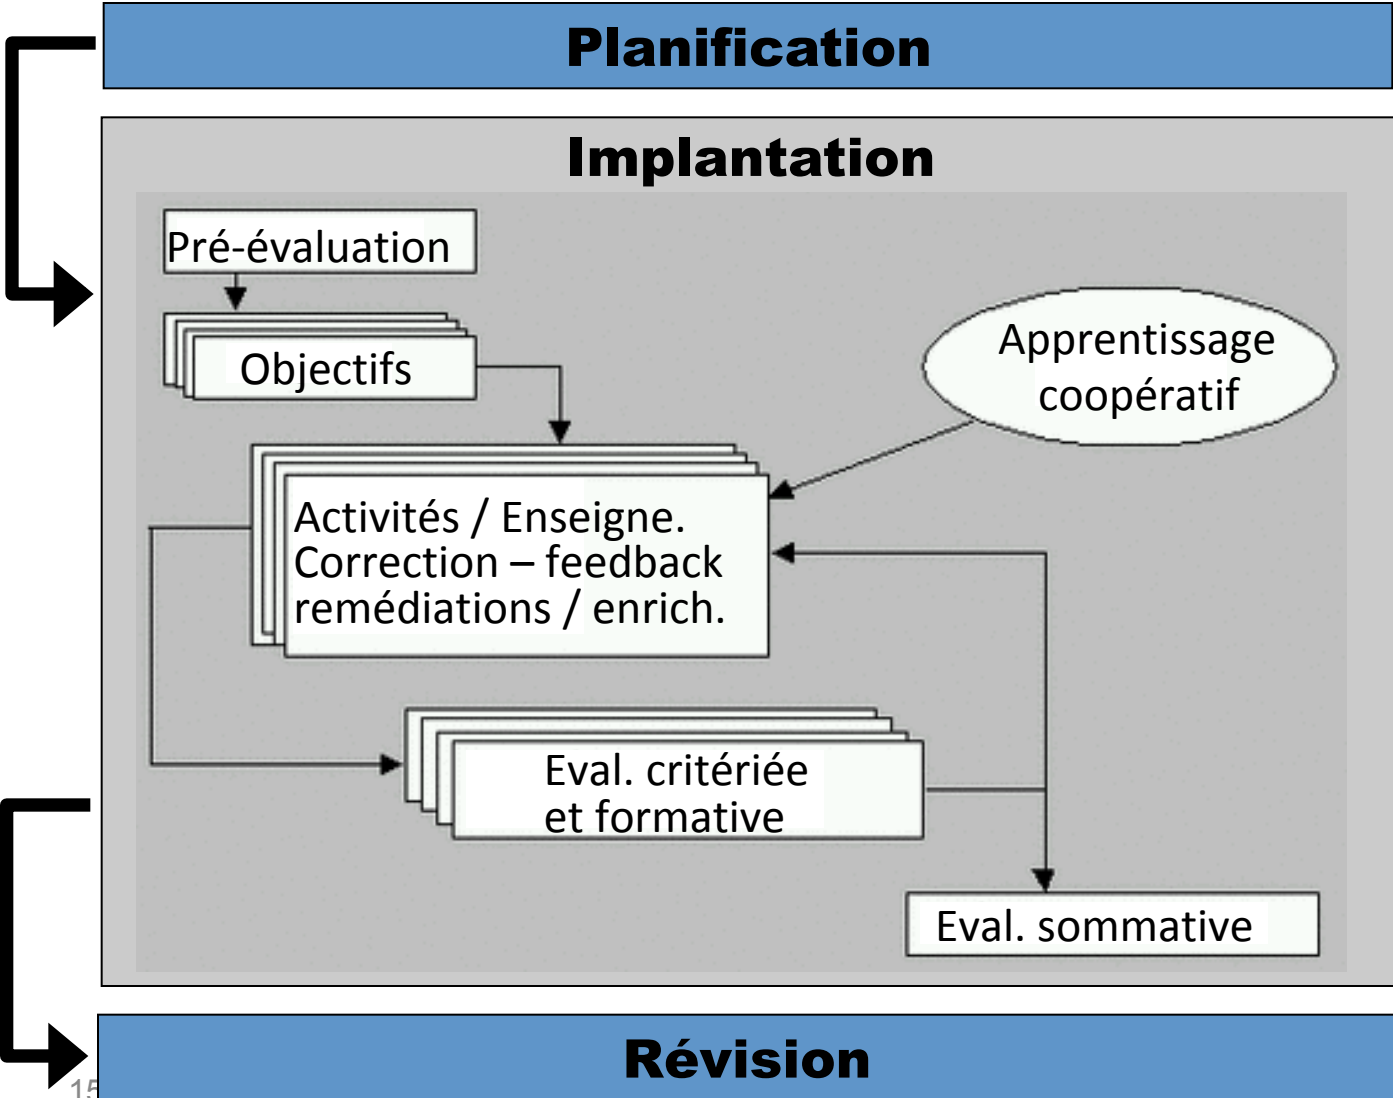 Planification
Implantation
Pré-évaluation
Objectifs
Apprentissage
coopératif
Activités / Enseigne.
Correction – feedback
remédiations / enrich.
Eval. critériée
et formative
Eval. sommative
Révision
15